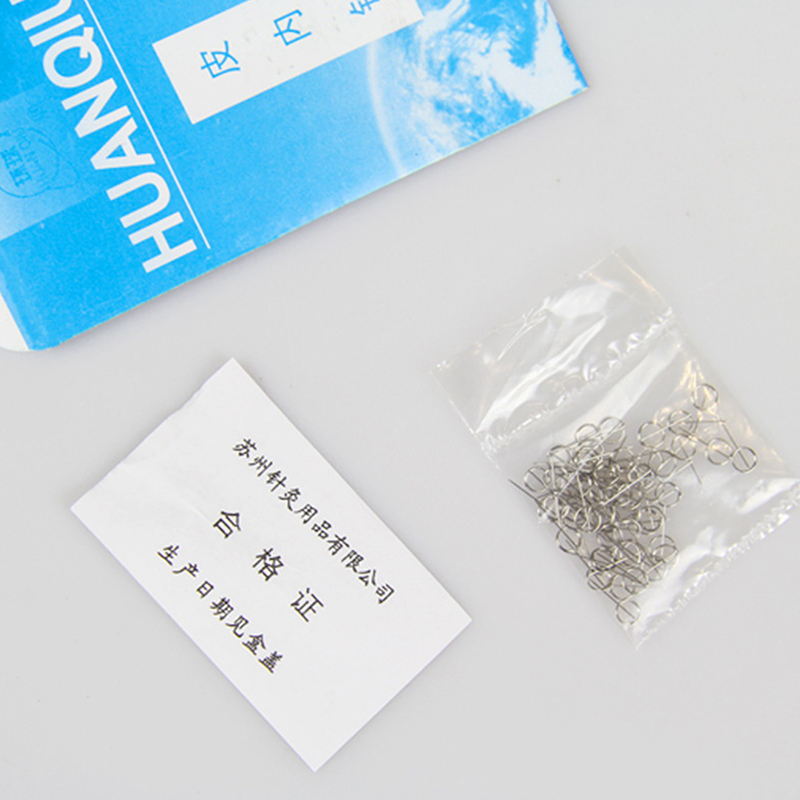 HUANQIU
皮内针
苏州针灸用品有限公司
合格证
生产日期见盒盖